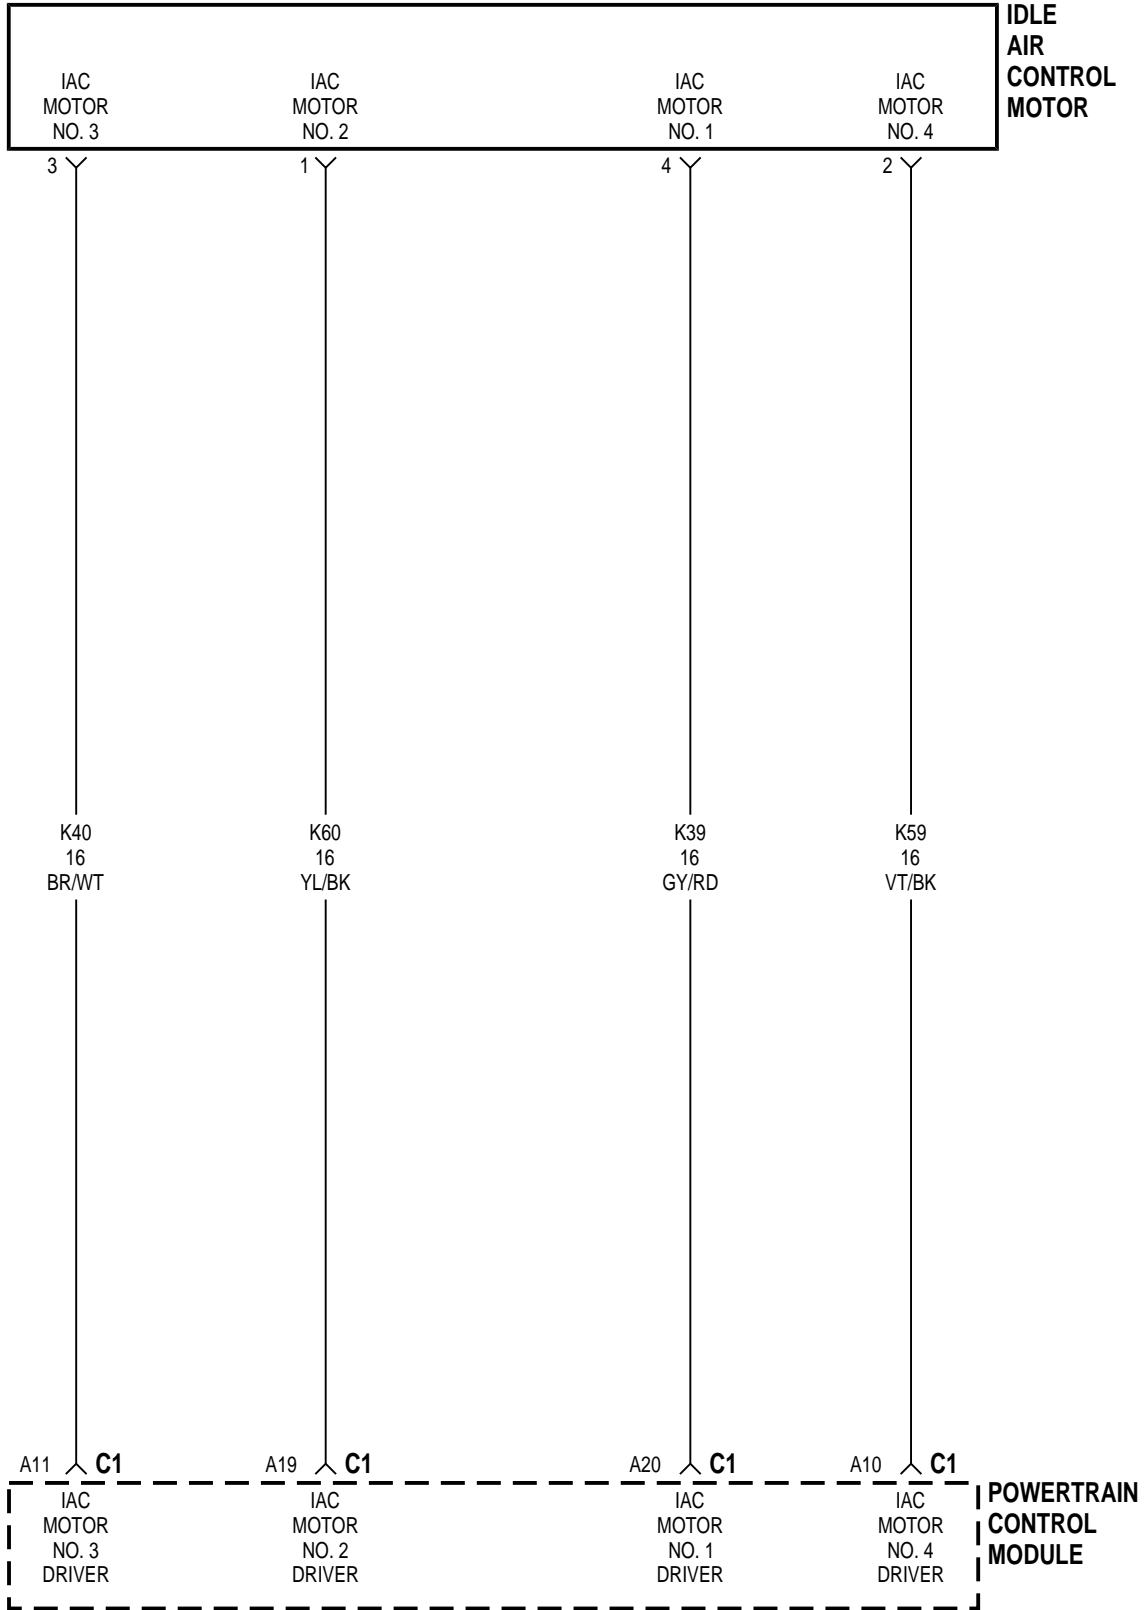 IDLE
AIR
CONTROL
MOTOR
IAC
MOTOR
NO. 3
IAC
MOTOR
NO. 2
IAC
MOTOR
NO. 1
IAC
MOTOR
NO. 4
3
1
4
2
K40
16
BR/WT
K60
16
YL/BK
K39
16
GY/RD
K59
16
VT/BK
A11 C1
A19 C1
A20 C1
A10 C1
IAC
MOTOR
NO. 3
DRIVER
IAC
MOTOR
NO. 2
DRIVER
IAC
MOTOR
NO. 1
DRIVER
IAC
MOTOR
NO. 4
DRIVER
POWERTRAIN
CONTROL
MODULE